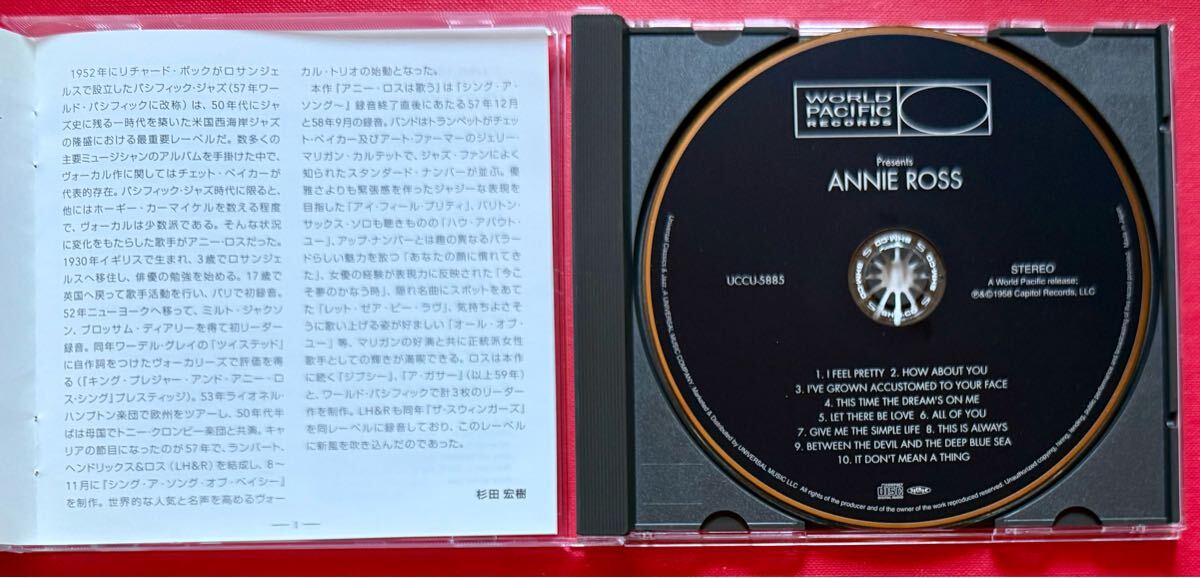 1952年にリチャード・ボックがロサンジェ
ルスで設立したパシフィック・ジャズ(57年ワー
ルド・パシフィックに改称)は、50年代にジャ
ズ史に残る一時代を築いた米国西海岸ジャズ
の隆盛における最重要レーベルだ。数多くの
主要ミュージシャンのアルバムを手掛けた中で、
ヴォーカル作に関してはチェット・ベイカーが
代表的存在。パシフィック・ジャズ時代に限ると、
他にはホーギー・カーマイケルを数える程度
で、ヴォーカルは少数派である。そんな状況
に変化をもたらした歌手がアニー・ロスだった。
1930年イギリスで生まれ、3歳でロサンジェ
ルスへ移住し、俳優の勉強を始める。17歳で
英国へ戻って歌手活動を行い、パリで初録音。
52年ニューヨークへ移って、ミルト・ジャクソ
ン、ブロッサム・ディアリーを得て初リーダー
録音。同年ワーデル・グレイの「ツイステッド」
に自作詞をつけたヴォーカリーズで評価を得
る(『キング・プレジャー・アンド・アニー・ロ
ス・シング』プレスティッジ)。53年ライオネル・
ハンプトン楽団で欧州をツアーし、50年代半
ばは母国でトニー・クロンビー楽団と共演。キャ
リアの節目になったのが57年で、ランバート、
ヘンドリックス&ロス(LH&R)を結成し、8〜
11月に『シング・ア・ソング・オブ・ベイシー』
を制作。世界的な人気と名声を高めるヴォー
カル・トリオの始動となった。
本作『アニー・ロスは歌う』は『シング・ア・
ソング〜』録音終了直後にあたる57年12月
と58年9月の録音。バンドはトランペットがチェッ
ト・ベイカー及びアート・ファーマーのジェリー・
マリガン・カルテットで、ジャズ・ファンによく
知られたスタンダード・ナンバーが並ぶ。優
雅さよりも緊張感を伴ったジャジーな表現を
目指した「アイ・フィール・プリティ」、バリトン・
サックス・ソロも聴きものの「ハウ・アバウト・
ユー」、アップ・ナンバーとは趣の異なるバラー
ドらしい魅力を放つ「あなたの顔に慣れてき
た」、女優の経験が表現力に反映された「今こ
そ夢のかなう時」、隠れ名曲にスポットをあて
た「レット・ゼア・ビー・ラヴ」、気持ちよさそ
うに歌い上げる姿が好ましい「オール・オブ・
ユー」等、マリガンの好演と共に正統派女性
歌手としての輝きが満喫できる。ロスは本作
に続く『ジプシー』、『ア・ガサー』(以上59年)
と、ワールド・パシフィックで計3枚のリーダー
作を制作。LH&Rも同年『ザ・スウィンガーズ』
を同レーベルに録音しており、このレーベル
に新風を吹き込んだのであった。
杉田 宏樹
WORLD
PACIFIC
RECORDS
Presents
ANNIE ROSS
UCCU-5885
STEREO
A World Pacific release;
℗&©1958 Capitol Records, LLC
1. I FEEL PRETTY 2. HOW ABOUT YOU
3. I'VE GROWN ACCUSTOMED TO YOUR FACE
4. THIS TIME THE DREAM'S ON ME
5. LET THERE BE LOVE 6. ALL OF YOU
7. GIVE ME THE SIMPLE LIFE 8. THIS IS ALWAYS
9. BETWEEN THE DEVIL AND THE DEEP BLUE SEA
10. IT DON'T MEAN A THING